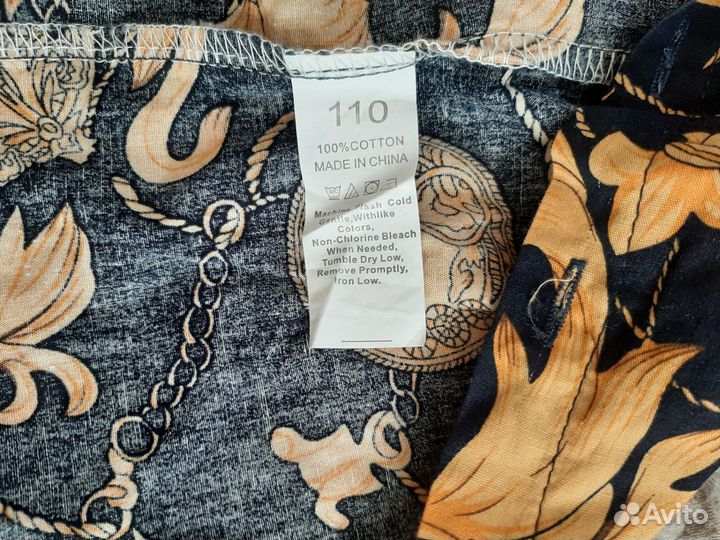 110
100%COTTON
MADE IN CHINA
Machine Wash Cold
Gentle,Withlike
Colors,
Non-Chlorine Bleach
When Needed,
Tumble Dry Low,
Remove Promptly,
Iron Low.
Avito